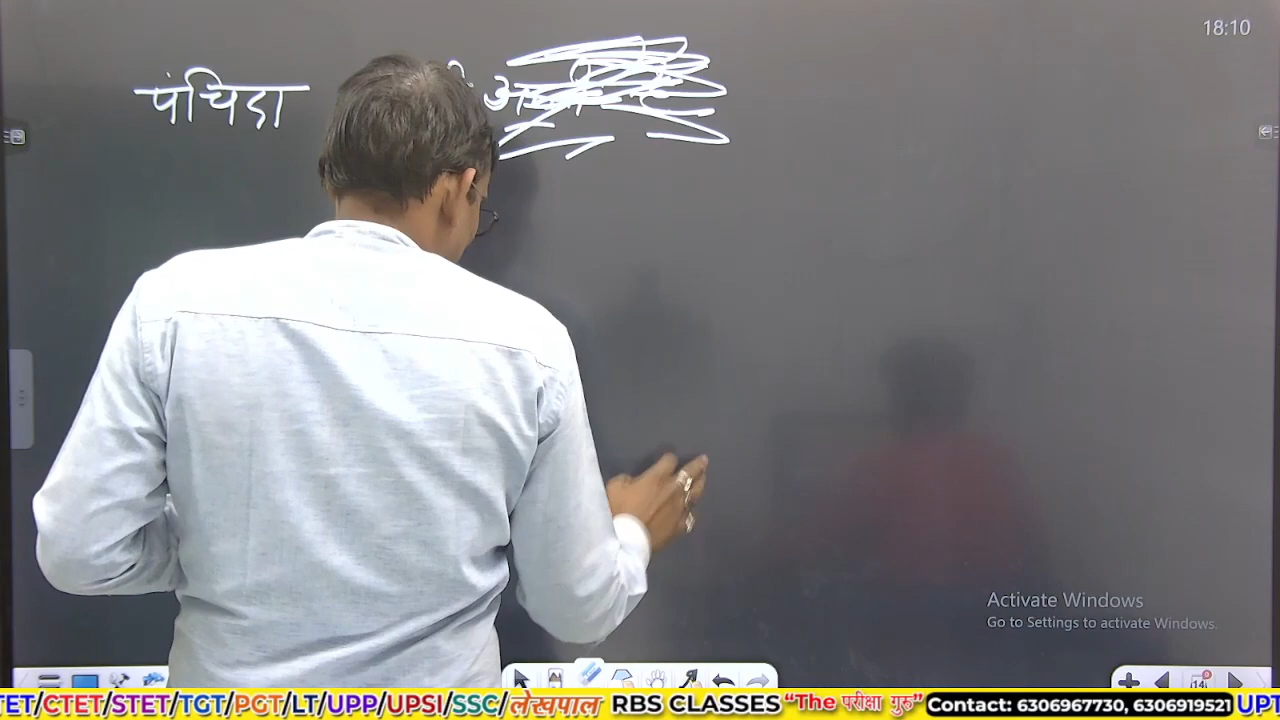 18:10
पंचिद्रा
Activate Windows
Go to Settings to activate Windows.
TET/CTET/STET/TGT/PGT/LT/UPP/UPSI/SSC/लेखपाल RBS CLASSES "The परीक्षा गुरु" Contact: 6306967730, 6306919521 UPT